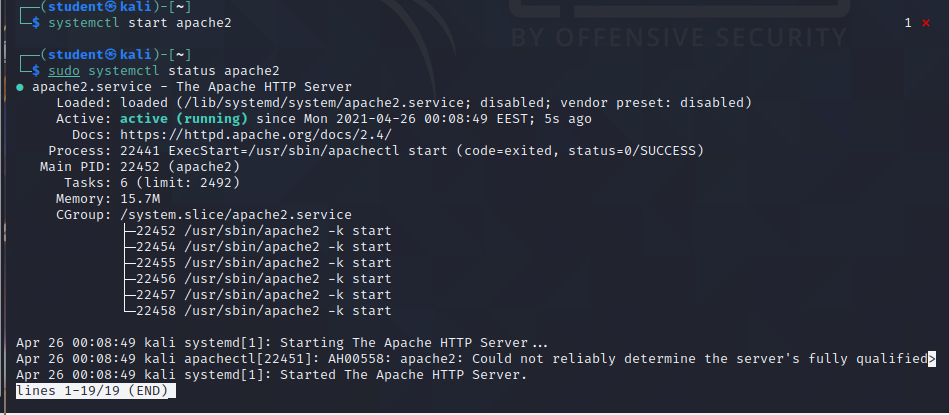 ┌──(student㉿kali)-[~]
└─$ systemctl start apache2 1 ⨯
BY OFFENSIVE SECURITY
┌──(student㉿kali)-[~]
└─$ sudo systemctl status apache2
● apache2.service - The Apache HTTP Server
Loaded: loaded (/lib/systemd/system/apache2.service; disabled; vendor preset: disabled)
Active: active (running) since Mon 2021-04-26 00:08:49 EEST; 5s ago
Docs: https://httpd.apache.org/docs/2.4/
Process: 22441 ExecStart=/usr/sbin/apachectl start (code=exited, status=0/SUCCESS)
Main PID: 22452 (apache2)
Tasks: 6 (limit: 2492)
Memory: 15.7M
CGroup: /system.slice/apache2.service
├─22452 /usr/sbin/apache2 -k start
├─22454 /usr/sbin/apache2 -k start
├─22455 /usr/sbin/apache2 -k start
├─22456 /usr/sbin/apache2 -k start
├─22457 /usr/sbin/apache2 -k start
└─22458 /usr/sbin/apache2 -k start
Apr 26 00:08:49 kali systemd[1]: Starting The Apache HTTP Server...
Apr 26 00:08:49 kali apachectl[22451]: AH00558: apache2: Could not reliably determine the server's fully qualified>
Apr 26 00:08:49 kali systemd[1]: Started The Apache HTTP Server.
lines 1-19/19 (END)